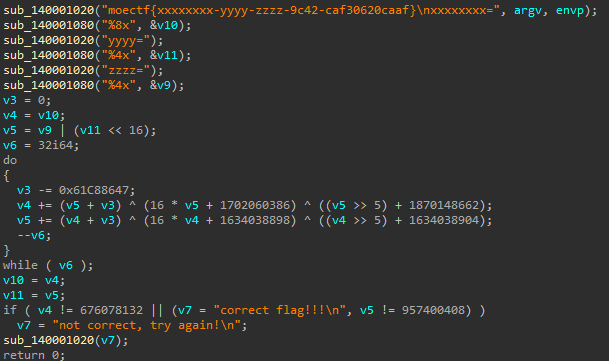 sub_140001020("moectf{xxxxxxxx-yyyy-zzzz-9c42-caf30620caaf}\nxxxxxxxx=", argv, envp);
sub_140001080("%8x", &v10);
sub_140001020("yyyy=");
sub_140001080("%4x", &v11);
sub_140001020("zzzz=");
sub_140001080("%4x", &v9);
v3 = 0;
v4 = v10;
v5 = v9 | (v11 << 16);
v6 = 32i64;
do
{
v3 -= 0x61C88647;
v4 += (v5 + v3) ^ (16 * v5 + 1702060386) ^ ((v5 >> 5) + 1870148662);
v5 += (v4 + v3) ^ (16 * v4 + 1634038898) ^ ((v4 >> 5) + 1634038904);
--v6;
}
while ( v6 );
v10 = v4;
v11 = v5;
if ( v4 != 676078132 || (v7 = "correct flag!!!\n", v5 != 957400408) )
v7 = "not correct, try again!\n";
sub_140001020(v7);
return 0;